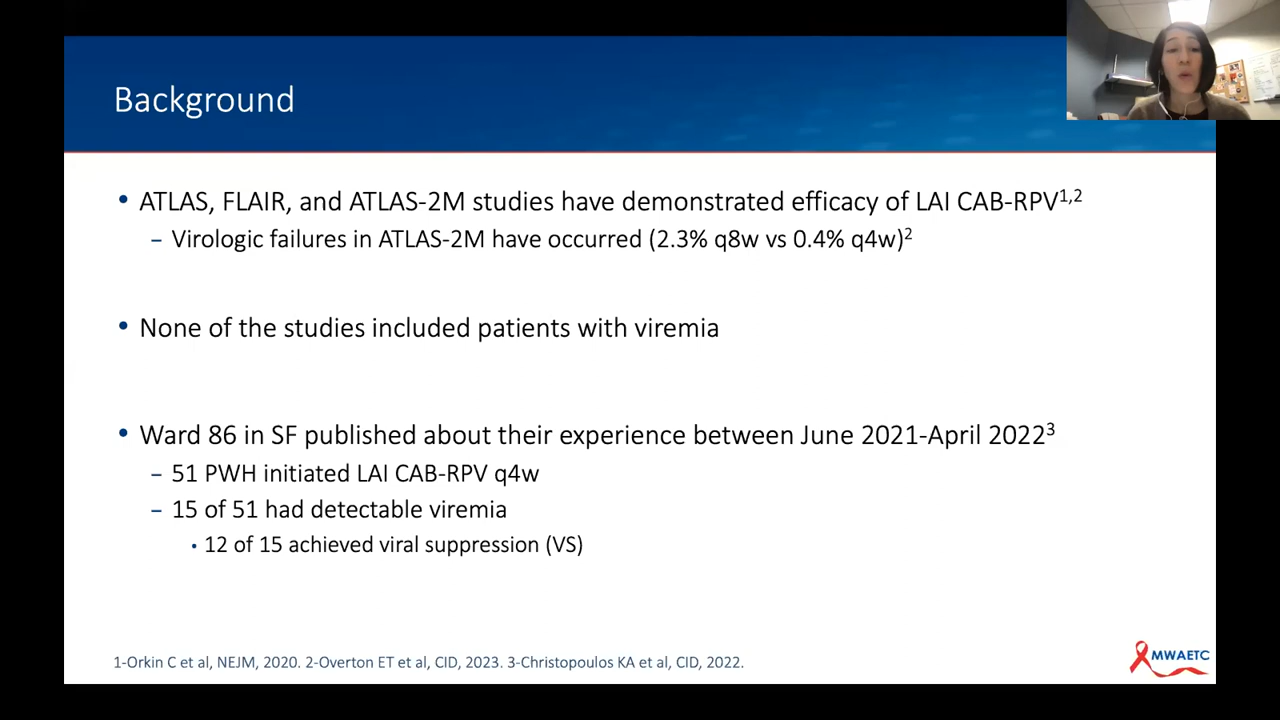 Background
• ATLAS, FLAIR, and ATLAS-2M studies have demonstrated efficacy of LAI CAB-RPV1,2
– Virologic failures in ATLAS-2M have occurred (2.3% q8w vs 0.4% q4w)2
• None of the studies included patients with viremia
• Ward 86 in SF published about their experience between June 2021-April 20223
– 51 PWH initiated LAI CAB-RPV q4w
– 15 of 51 had detectable viremia
• 12 of 15 achieved viral suppression (VS)
1-Orkin C et al, NEJM, 2020. 2-Overton ET et al, CID, 2023. 3-Christopoulos KA et al, CID, 2022.
MWAETC